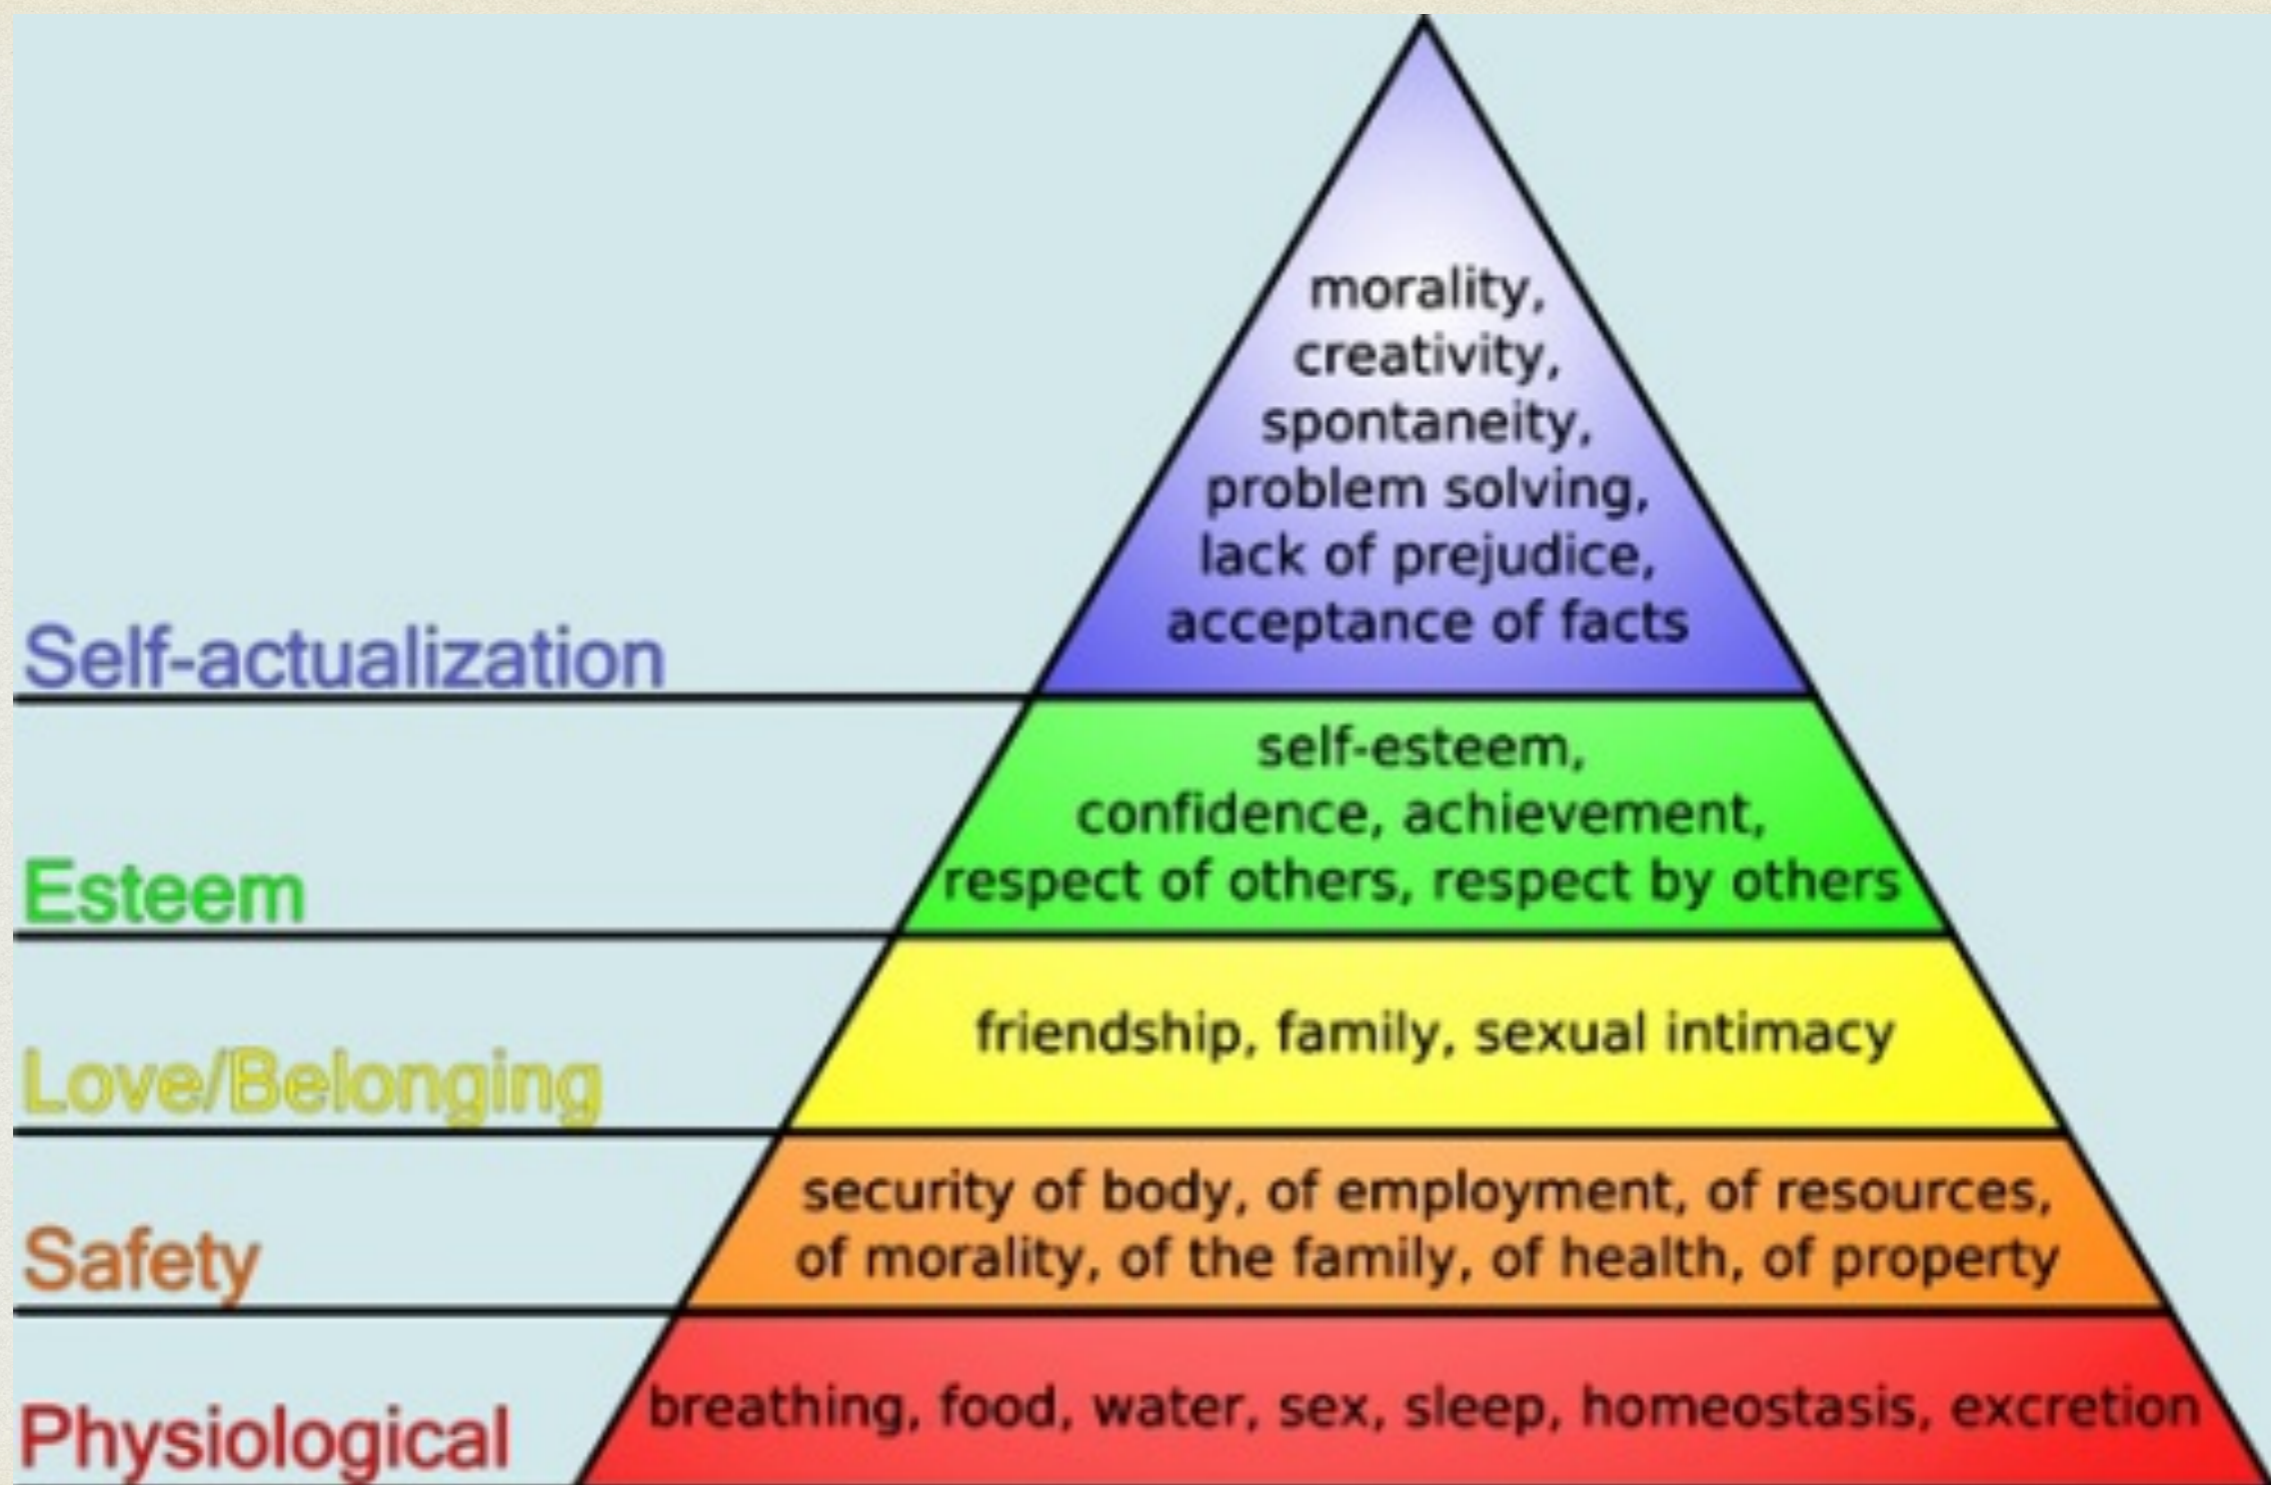 morality,
creativity,
spontaneity,
problem solving,
lack of prejudice,
acceptance of facts
Self-actualization
self-esteem,
confidence, achievement,
respect of others, respect by others
Esteem
friendship, family, sexual intimacy
Love/Belonging
security of body, of employment, of resources,
of morality, of the family, of health, of property
Safety
breathing, food, water, sex, sleep, homeostasis, excretion
Physiological